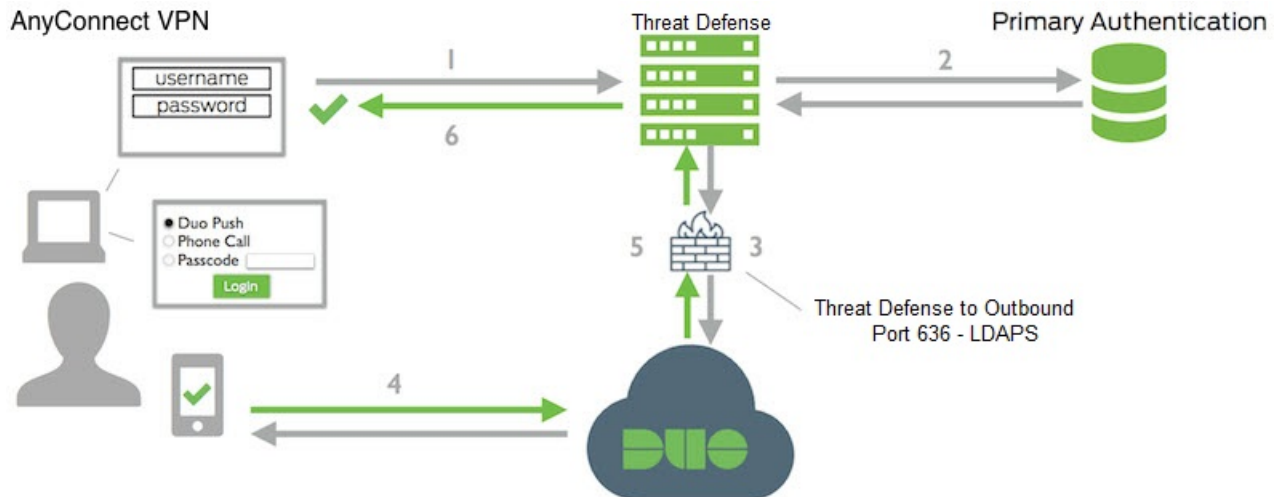 AnyConnect VPN
Threat Defense
Primary Authentication
username
password
1
2
6
Duo Push
Phone Call
Passcode
Login
5
3
Threat Defense to Outbound
Port 636 - LDAPS
4
DUO